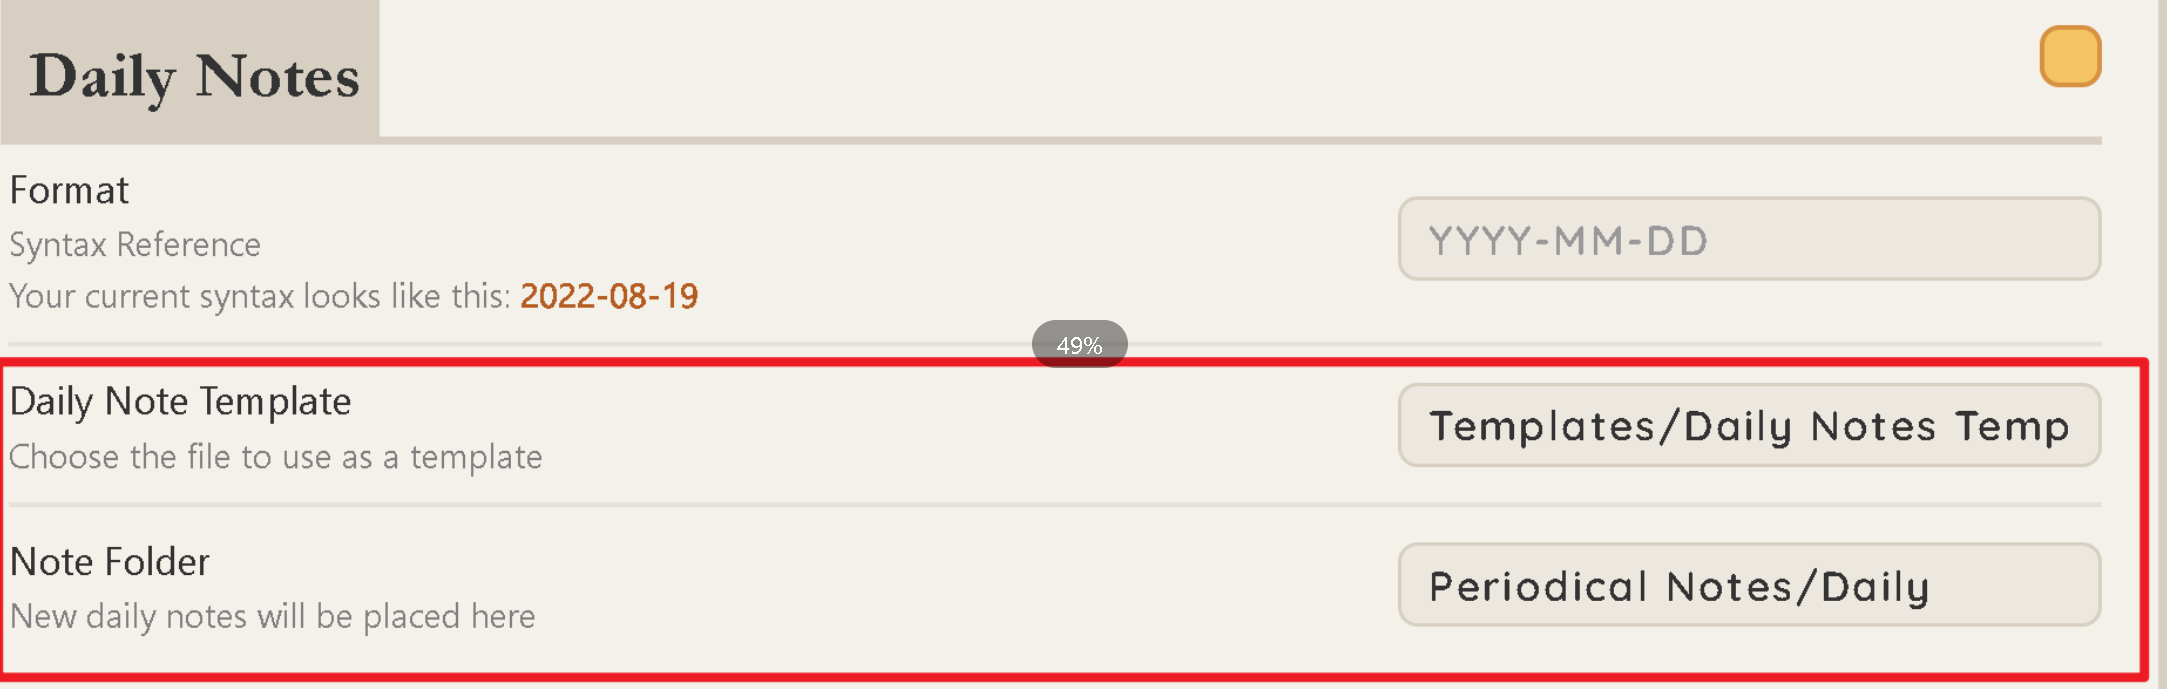 Daily Notes
Format
Syntax Reference
Your current syntax looks like this: 2022-08-19
YYYY-MM-DD
49%
Daily Note Template
Choose the file to use as a template
Templates/Daily Notes Temp
Note Folder
New daily notes will be placed here
Periodical Notes/Daily